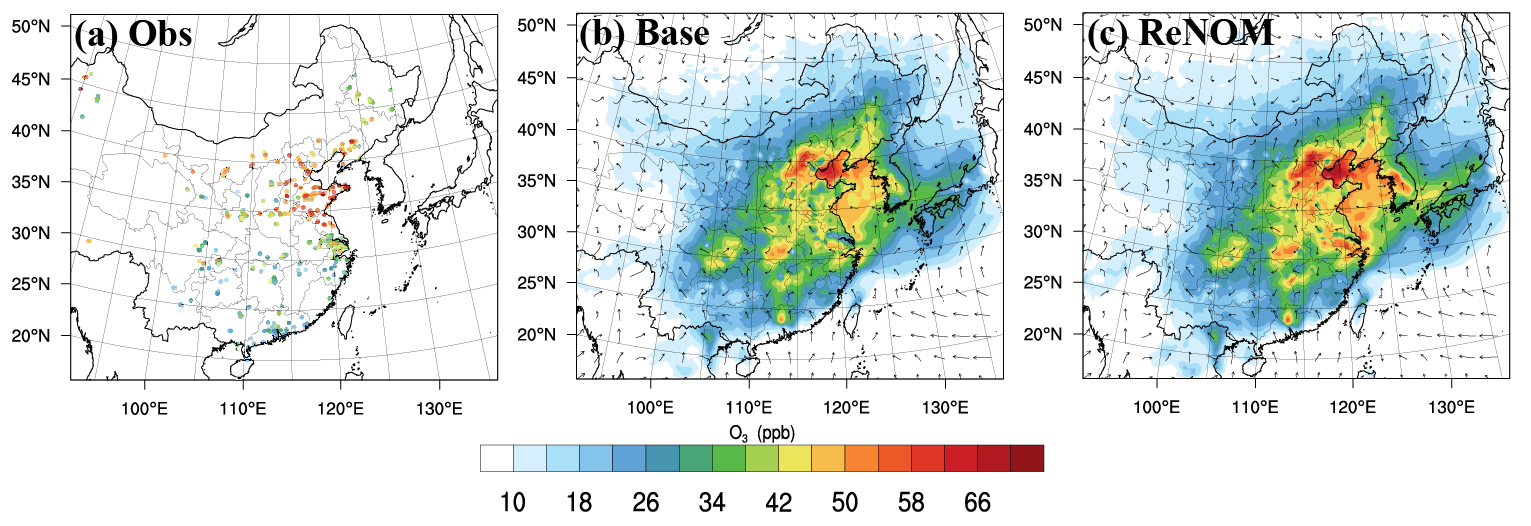 (a) Obs
(b) Base
(c) ReNOM
50°N
45°N
40°N
35°N
30°N
25°N
20°N
100°E
110°E
120°E
130°E
50°N
45°N
40°N
35°N
30°N
25°N
20°N
100°E
110°E
120°E
130°E
50°N
45°N
40°N
35°N
30°N
25°N
20°N
100°E
110°E
120°E
130°E
O₃ (ppb)
10 18 26 34 42 50 58 66